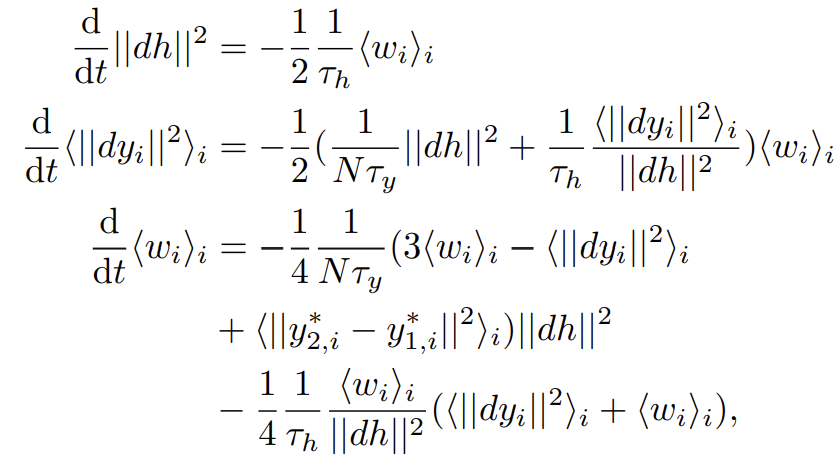 d/dt ||dh||² = −(1/2)(1/τ_h)⟨w_i⟩_i
d/dt ⟨||dy_i||²⟩_i = −(1/2)( (1/(Nτ_y))||dh||² + (1/τ_h)(⟨||dy_i||²⟩_i/||dh||²) )⟨w_i⟩_i
d/dt ⟨w_i⟩_i = −(1/4)(1/(Nτ_y))(3⟨w_i⟩_i − ⟨||dy_i||²⟩_i
+ ⟨||y*_{2,i} − y*_{1,i}||²⟩_i)||dh||²
− (1/4)(1/τ_h)(⟨w_i⟩_i/||dh||²)(⟨||dy_i||²⟩_i + ⟨w_i⟩_i),